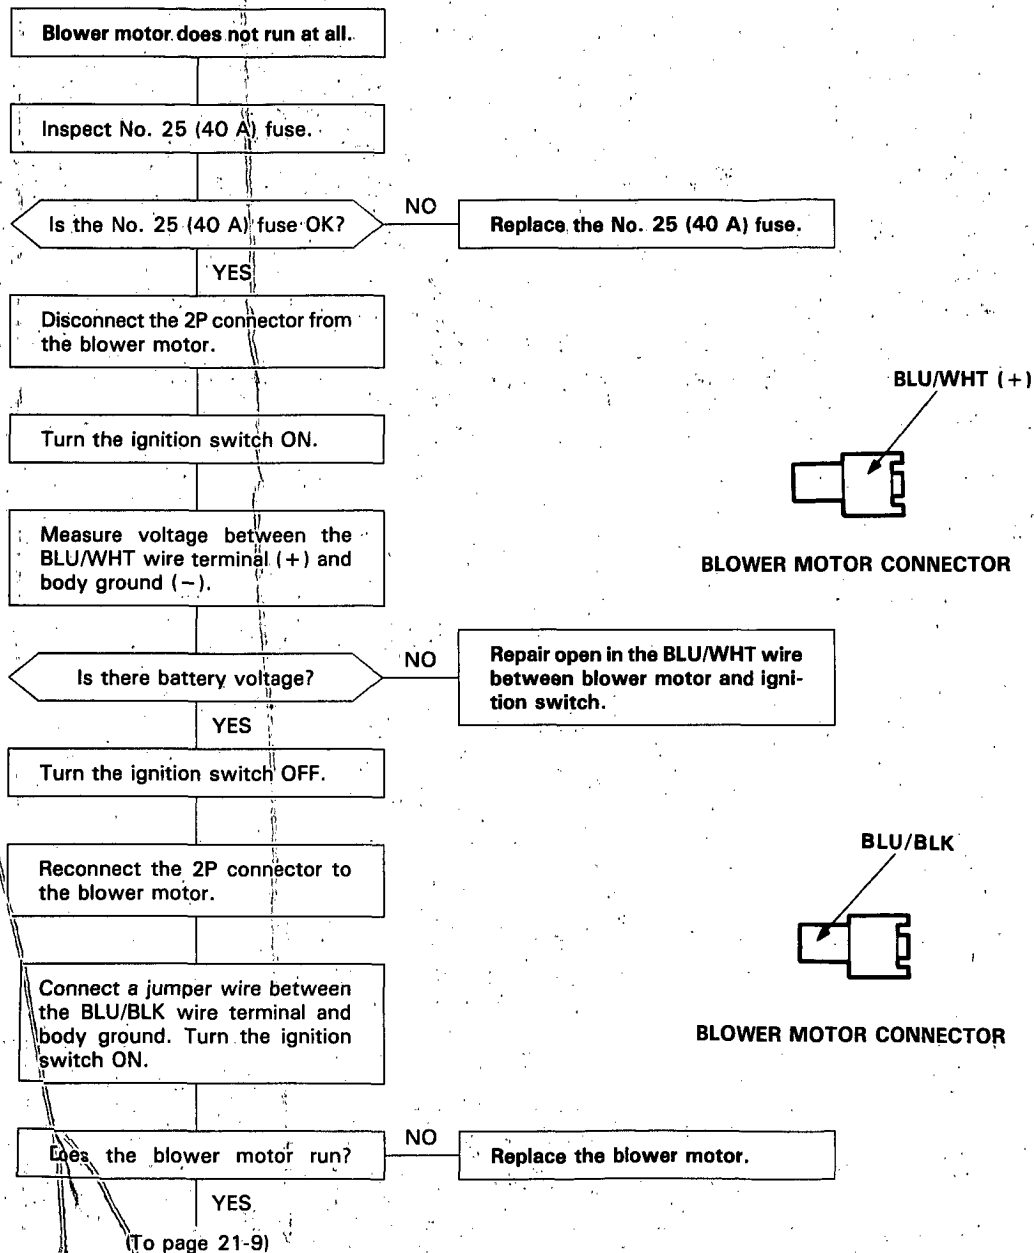 Blower motor does not run at all.
Inspect No. 25 (40 A) fuse.
Is the No. 25 (40 A) fuse OK?
NO
Replace the No. 25 (40 A) fuse.
YES
Disconnect the 2P connector from
the blower motor.
Turn the ignition switch ON.
BLU/WHT (+)
Measure voltage between the
BLU/WHT wire terminal (+) and
body ground (−).
BLOWER MOTOR CONNECTOR
Is there battery voltage?
NO
Repair open in the BLU/WHT wire
between blower motor and igni-
tion switch.
YES
Turn the ignition switch OFF.
Reconnect the 2P connector to
the blower motor.
BLU/BLK
Connect a jumper wire between
the BLU/BLK wire terminal and
body ground. Turn the ignition
switch ON.
BLOWER MOTOR CONNECTOR
Does the blower motor run?
NO
Replace the blower motor.
YES
(To page 21-9)